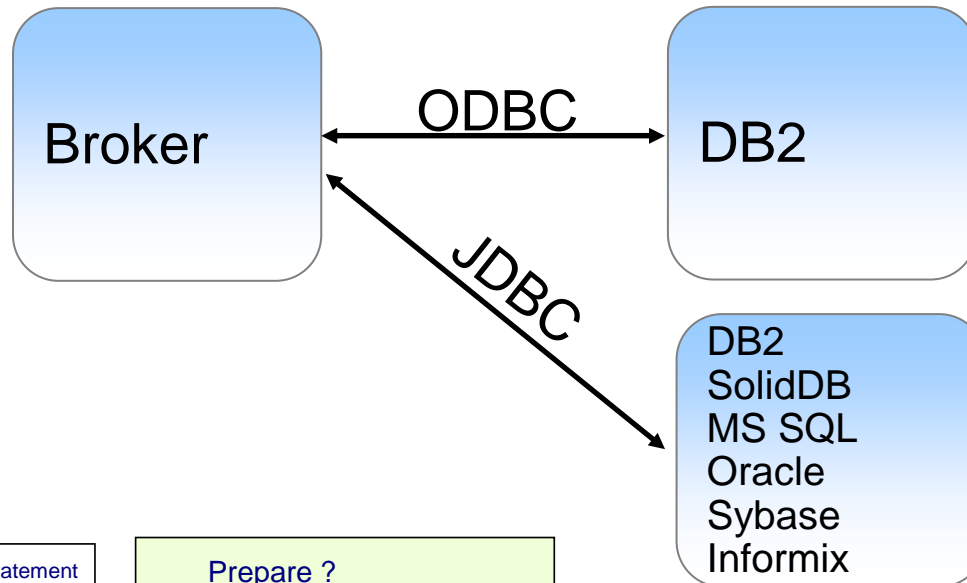 Broker
ODBC
DB2
JDBC
DB2
SolidDB
MS SQL
Oracle
Sybase
Informix
Prepare ?